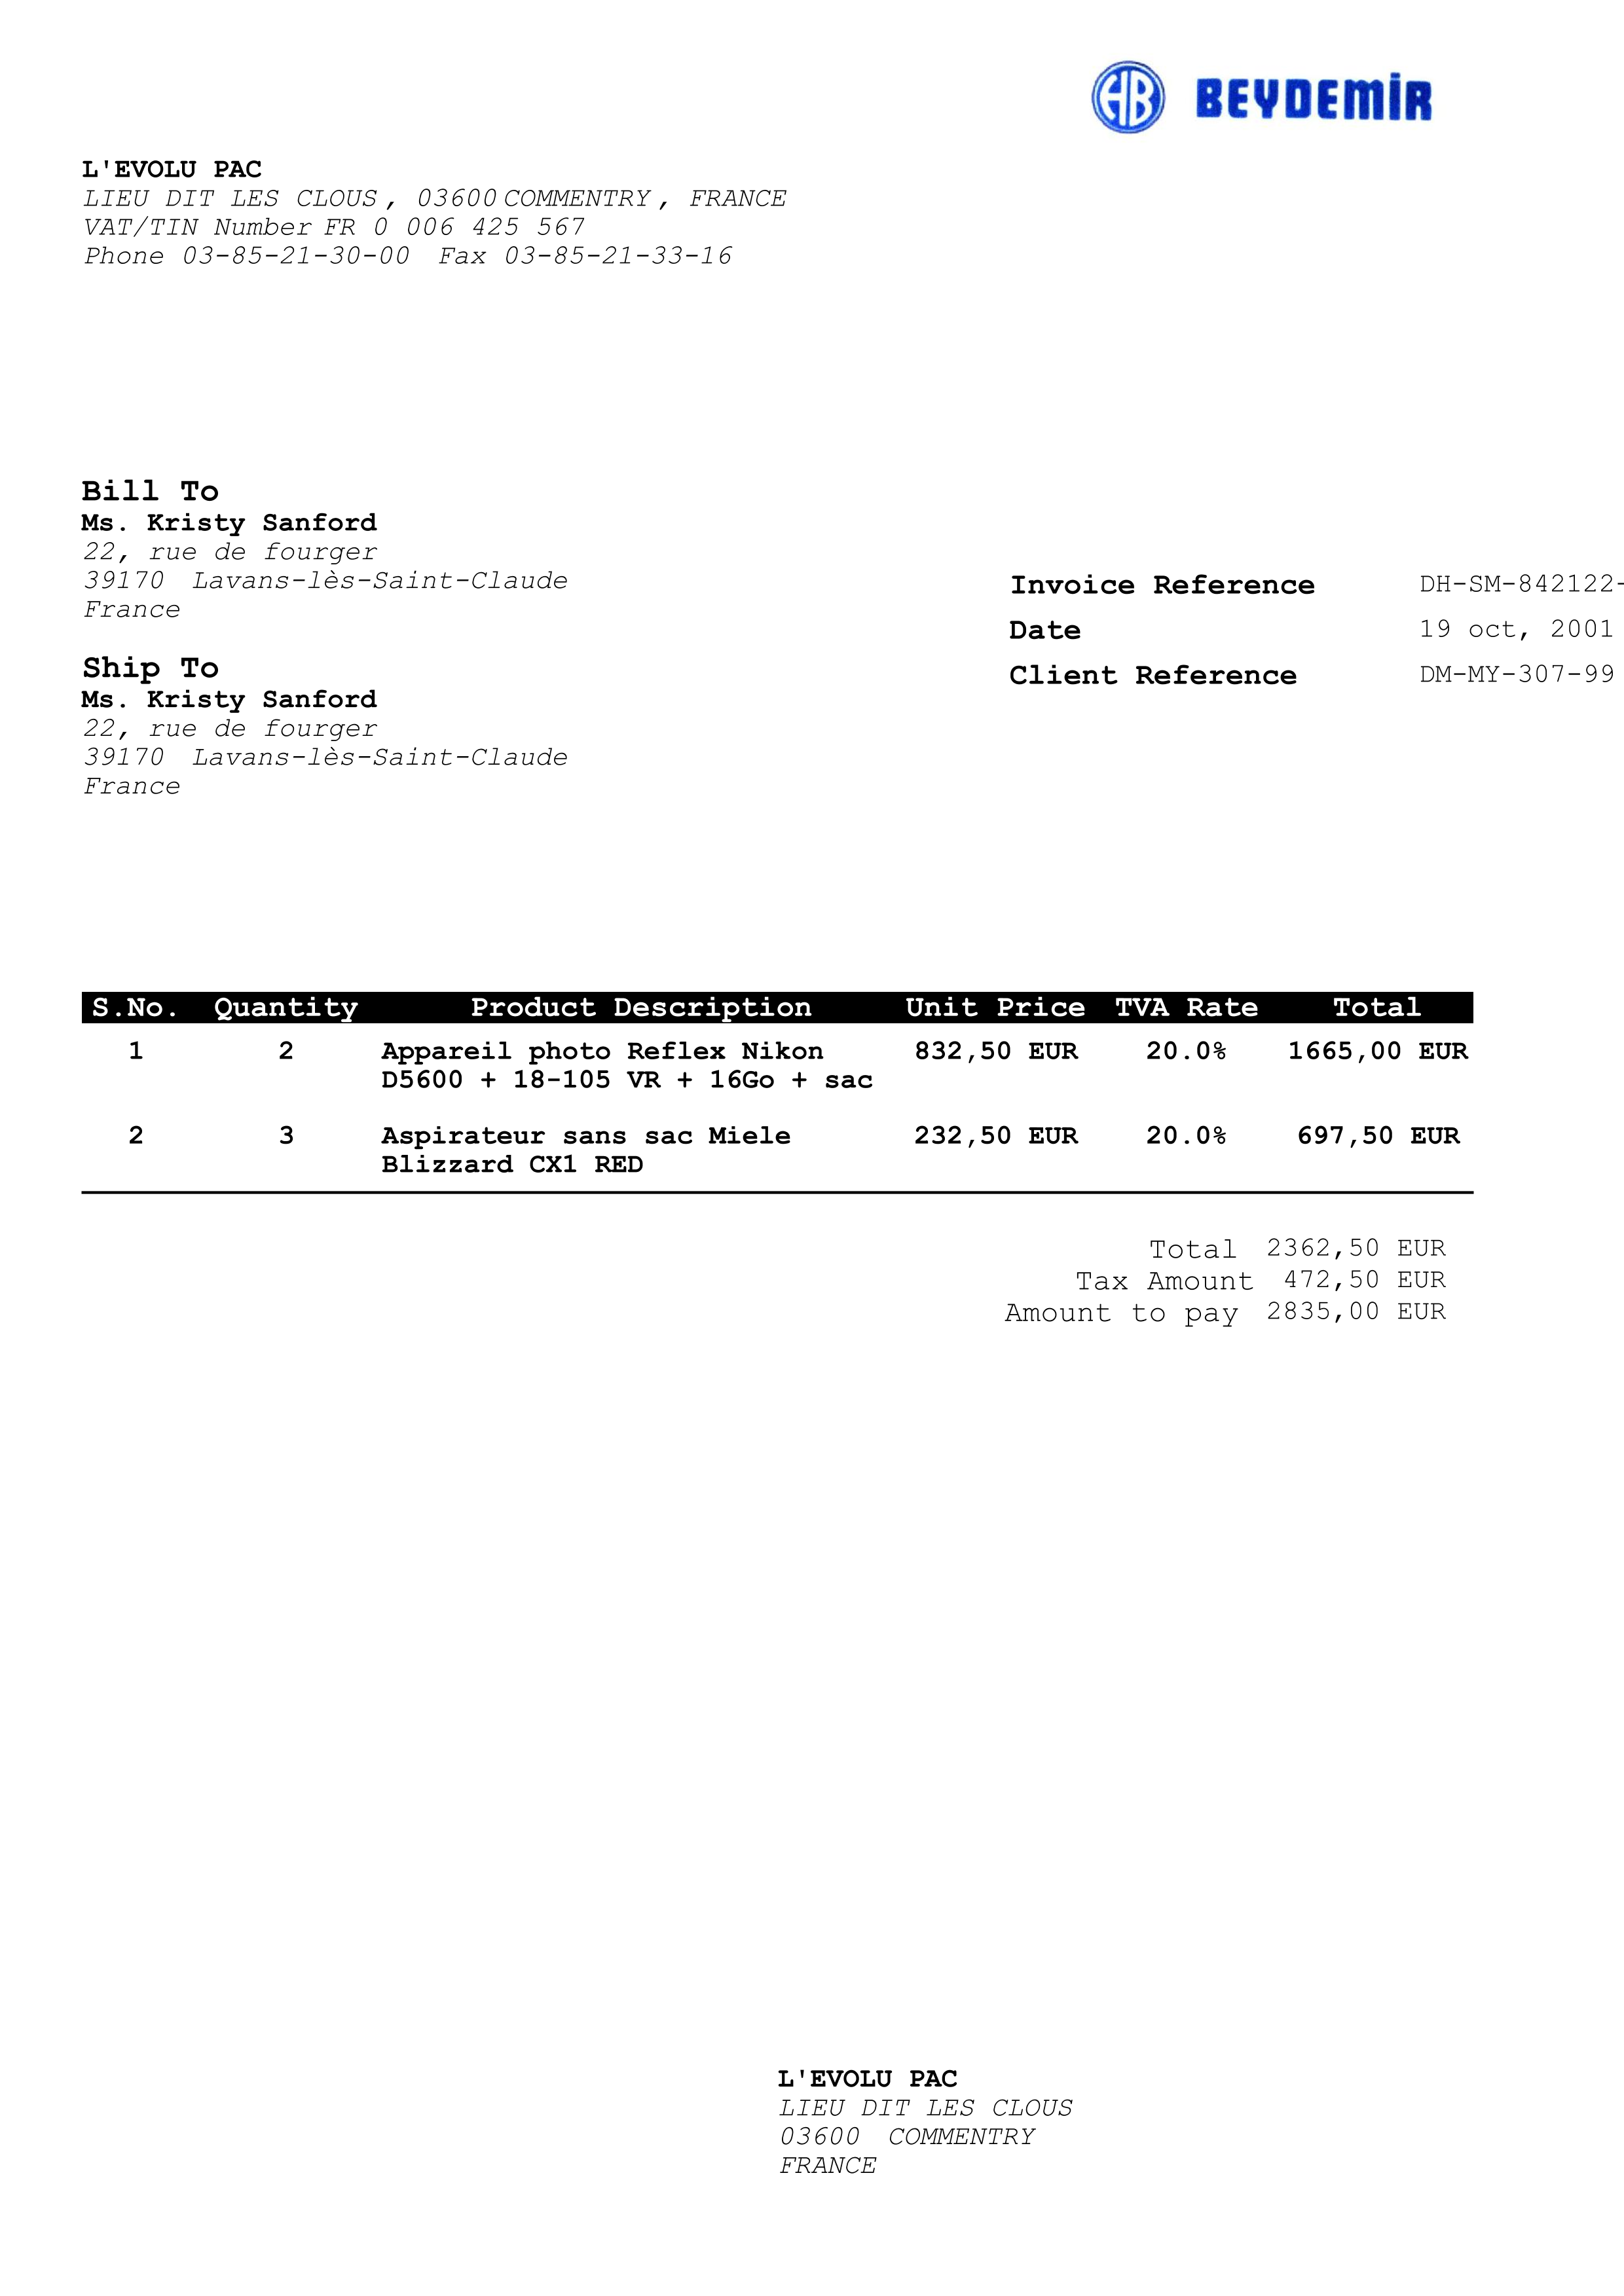 HB BEYDEMİR
L'EVOLU PAC
LIEU DIT LES CLOUS, 03600 COMMENTRY, FRANCE
VAT/TIN Number FR 0 006 425 567
Phone 03-85-21-30-00 Fax 03-85-21-33-16
Bill To
Ms. Kristy Sanford
22, rue de fourger
39170 Lavans-lès-Saint-Claude
France
Invoice Reference DH-SM-842122-
Date 19 oct, 2001
Client Reference DM-MY-307-99
Ship To
Ms. Kristy Sanford
22, rue de fourger
39170 Lavans-lès-Saint-Claude
France
S.No. Quantity Product Description Unit Price TVA Rate Total
1 2 Appareil photo Reflex Nikon 832,50 EUR 20.0% 1665,00 EUR
D5600 + 18-105 VR + 16Go + sac
2 3 Aspirateur sans sac Miele 232,50 EUR 20.0% 697,50 EUR
Blizzard CX1 RED
Total 2362,50 EUR
Tax Amount 472,50 EUR
Amount to pay 2835,00 EUR
L'EVOLU PAC
LIEU DIT LES CLOUS
03600 COMMENTRY
FRANCE